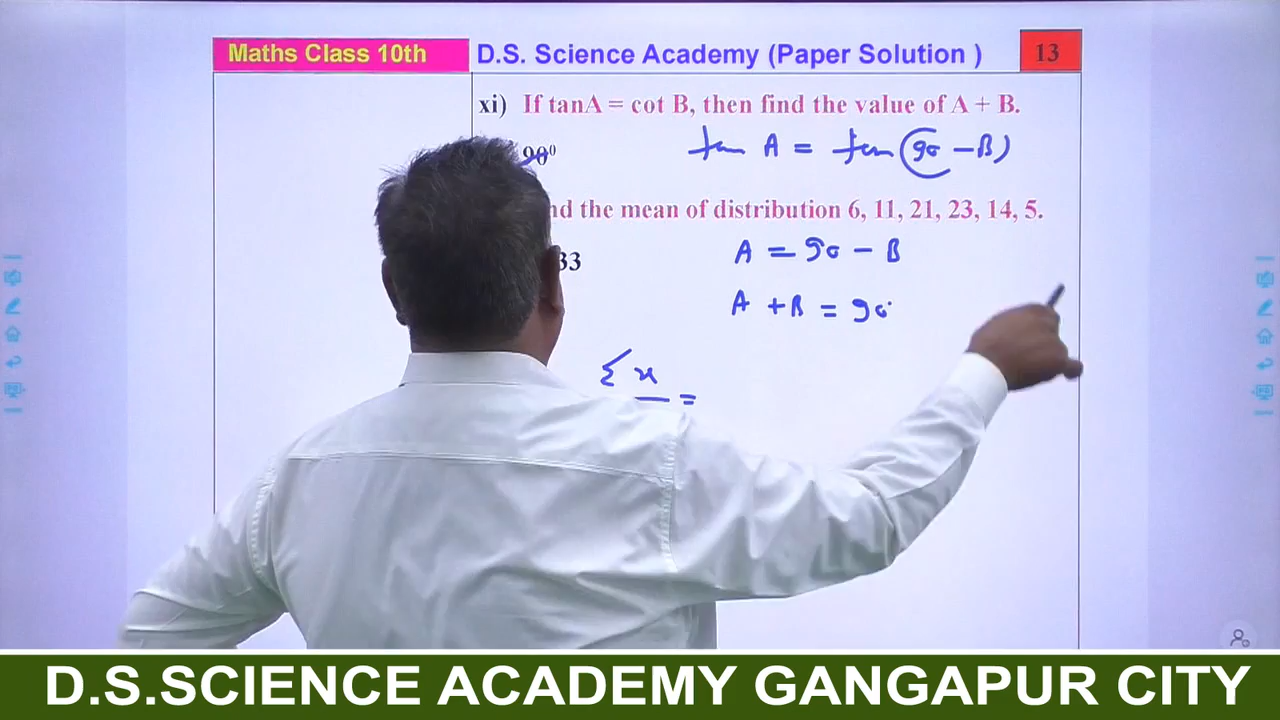 Maths Class 10th
D.S. Science Academy (Paper Solution )
13
xi) If tanA = cot B, then find the value of A + B.
90⁰
tan A = tan (90 - B)
the mean of distribution 6, 11, 21, 23, 14, 5.
33
A = 90 - B
A + B = 90°
Σ x
=
D.S.SCIENCE ACADEMY GANGAPUR CITY